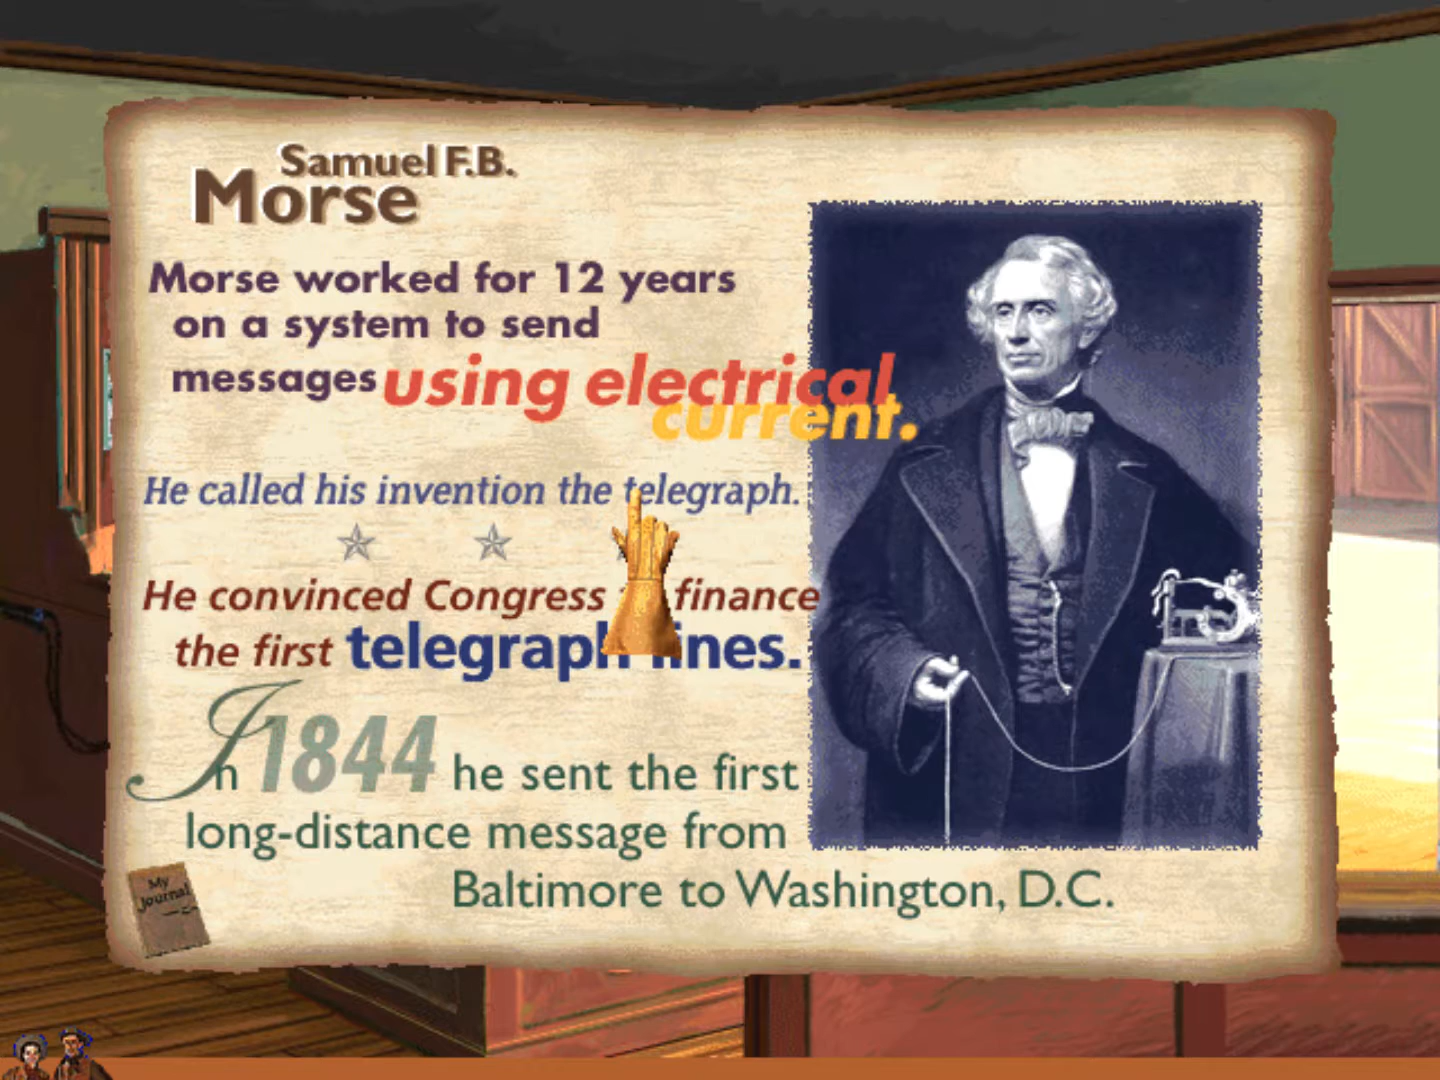 Samuel F.B.
Morse
Morse worked for 12 years
on a system to send
messages using electrical
current.
He called his invention the telegraph.
He convinced Congress finance
the first telegraph lines.
In 1844 he sent the first
long-distance message from
Baltimore to Washington, D.C.
My
Journal